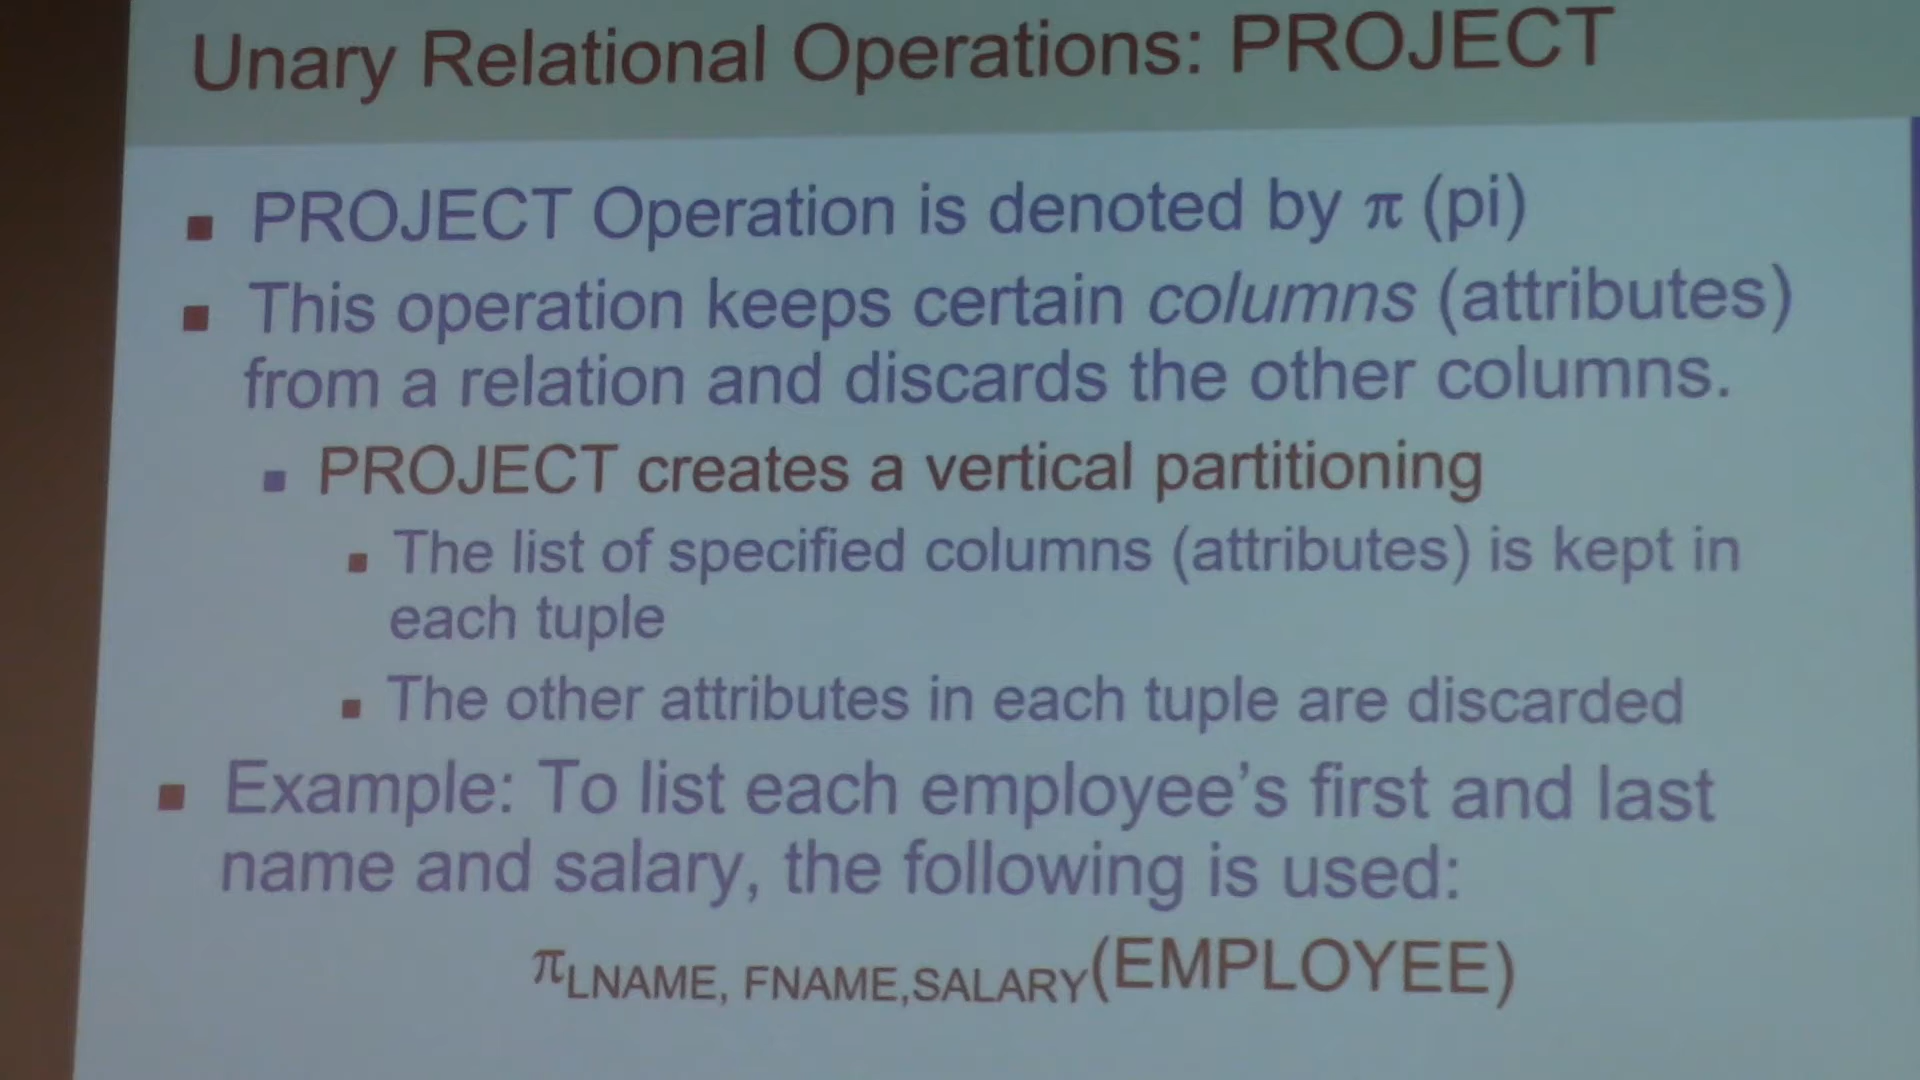 Unary Relational Operations: PROJECT
PROJECT Operation is denoted by π (pi)
This operation keeps certain columns (attributes)
from a relation and discards the other columns.
PROJECT creates a vertical partitioning
The list of specified columns (attributes) is kept in
each tuple
The other attributes in each tuple are discarded
Example: To list each employee’s first and last
name and salary, the following is used:
πLNAME, FNAME,SALARY(EMPLOYEE)